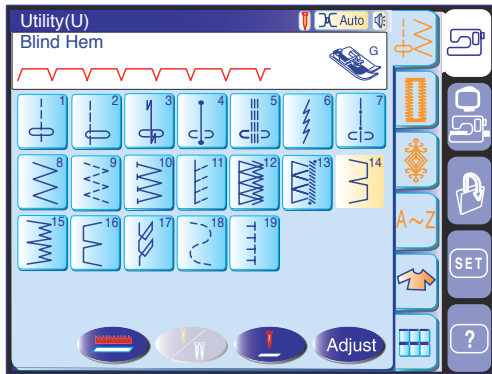 Utility(U)
Auto
Blind Hem
G
1 2 3 4 5 6 7
8 9 10 11 12 13 14
15 16 17 18 19
A~Z
SET
?
Adjust